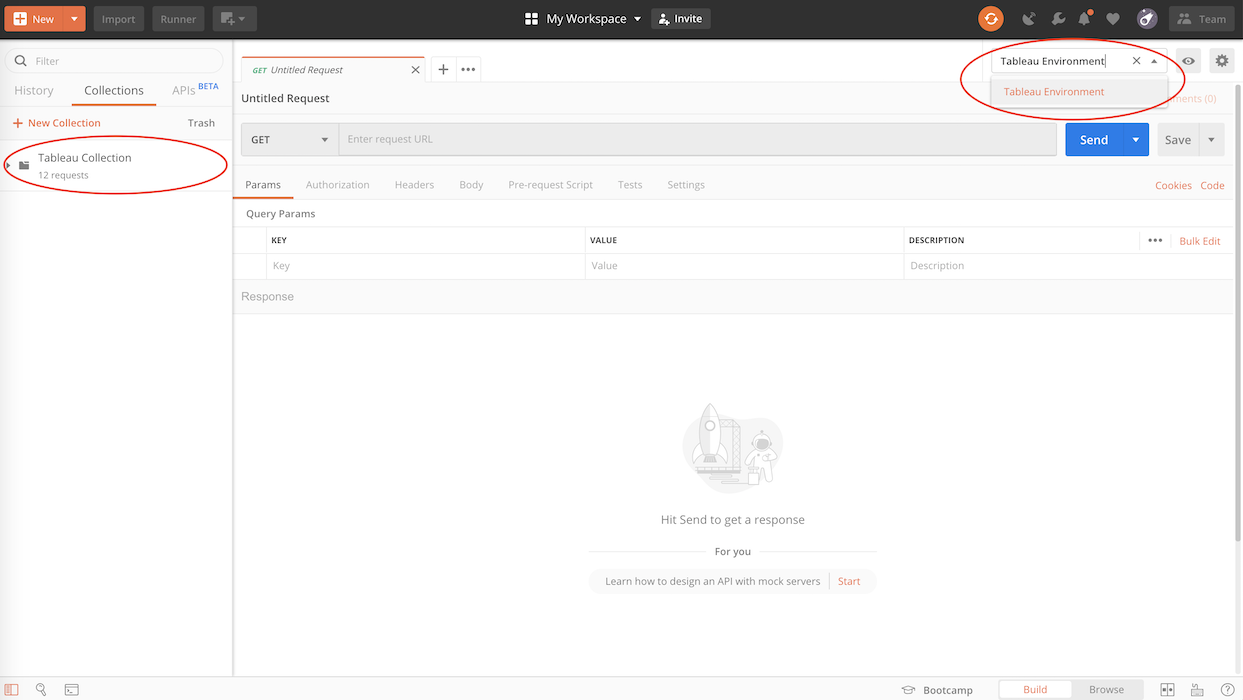 New Import Runner My Workspace Invite Team
Filter
History Collections APIs BETA
New Collection Trash
Tableau Collection
12 requests
GET Untitled Request
Tableau Environment
Tableau Environment
Untitled Request
(0)
GET Enter request URL Send Save
Params Authorization Headers Body Pre-request Script Tests Settings Cookies Code
Query Params
KEY VALUE DESCRIPTION Bulk Edit
Key Value Description
Response
Hit Send to get a response
For you
Learn how to design an API with mock servers Start
Bootcamp Build Browse